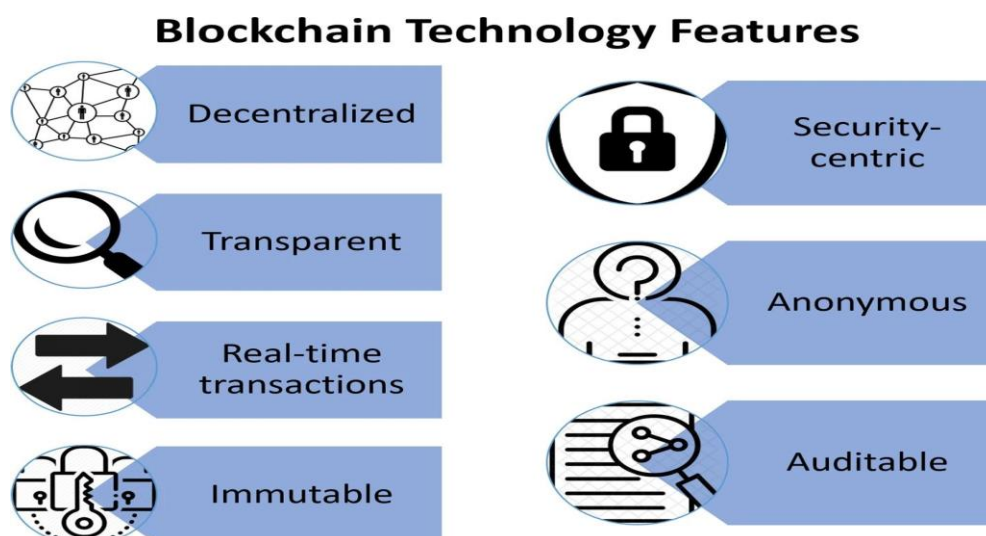 Blockchain Technology Features
Decentralized
Transparent
Real-time
transactions
Immutable
Security-
centric
Anonymous
Auditable